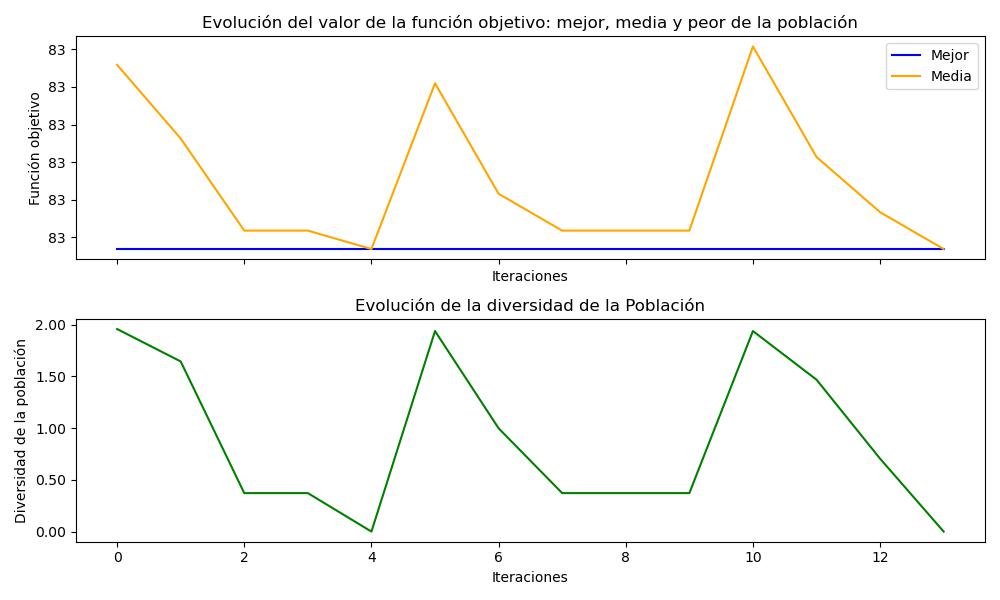 Evolución del valor de la función objetivo: mejor, media y peor de la población
83
83
83
83
83
83
Función objetivo
Mejor
Media
Iteraciones
Evolución de la diversidad de la Población
2.00
1.50
1.00
0.50
0.00
Diversidad de la población
0 2 4 6 8 10 12
Iteraciones